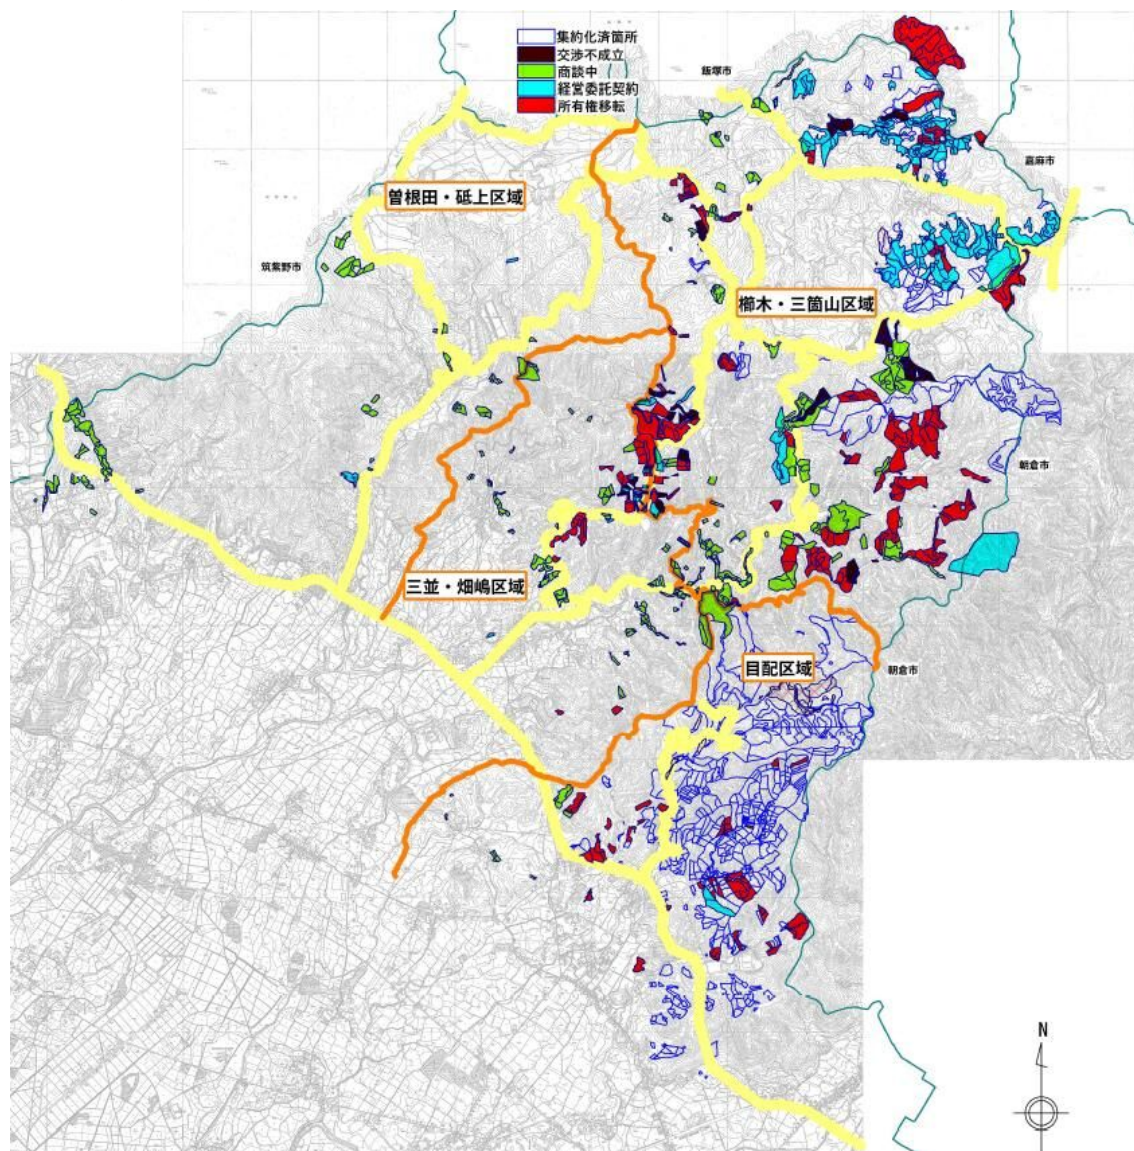 集約化済箇所
交渉不成立
商談中
経営委託契約
所有権移転
飯塚市
嘉麻市
曽根田・砥上区域
筑紫野市
櫛木・三箇山区域
朝倉市
三並・畑嶋区域
目配区域
朝倉市
N